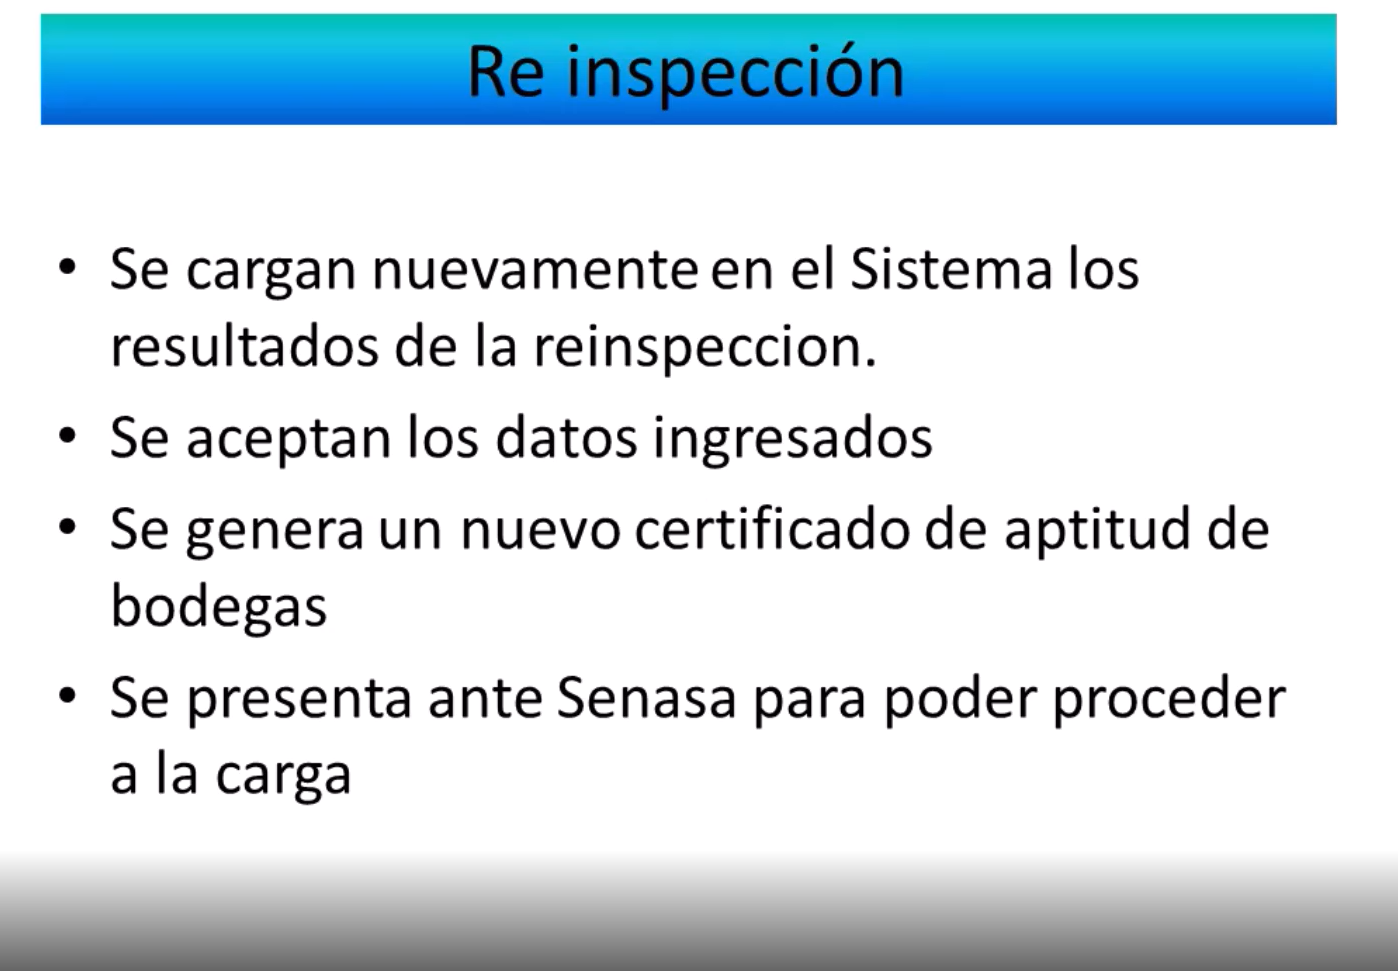 Re inspección
• Se cargan nuevamente en el Sistema los
resultados de la reinspeccion.
• Se aceptan los datos ingresados
• Se genera un nuevo certificado de aptitud de
bodegas
• Se presenta ante Senasa para poder proceder
a la carga